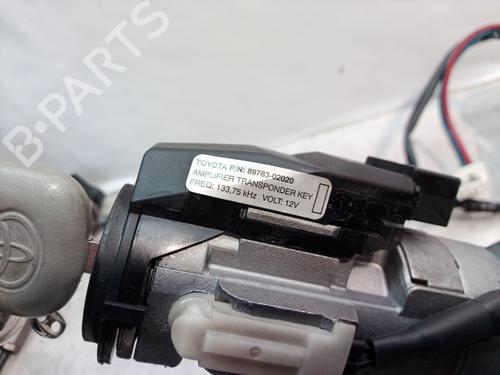 TOYOTA P/N: 89783-02020
AMPLIFIER TRANSPONDER KEY
FREQ: 133,75 kHz VOLT: 12V
B-PARTS